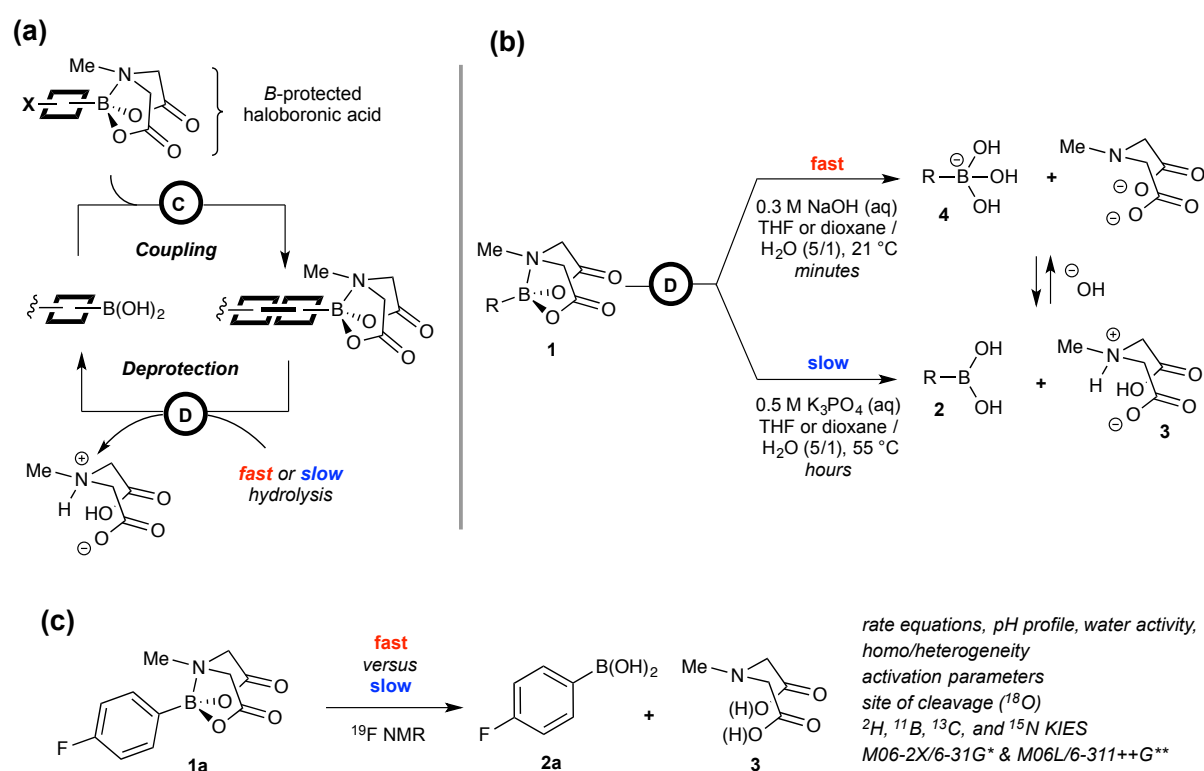 (a)
Me
N
X
B
O
O
O
O
B-protected
haloboronic acid
C
Coupling
B(OH)2
Me
N
B
O
O
O
O
Deprotection
D
Me
⊕
N
H
HO
O
O
O
⊖
fast or slow
hydrolysis
(b)
Me
N
B
R
O
O
O
O
1
D
fast
0.3 M NaOH (aq)
THF or dioxane /
H2O (5/1), 21 °C
minutes
R
⊖
B
OH
OH
OH
4
+
Me
N
O
⊖
O
⊖
O
O
⊖
OH
slow
0.5 M K3PO4 (aq)
THF or dioxane /
H2O (5/1), 55 °C
hours
R
B
OH
OH
2
+
Me
⊕
N
H
HO
O
O
O
⊖
3
(c)
Me
N
B
O
O
O
O
F
1a
fast
versus
slow
19F NMR
B(OH)2
F
2a
+
Me
N
(H)O
(H)O
O
O
3
rate equations, pH profile, water activity,
homo/heterogeneity
activation parameters
site of cleavage (18O)
2H, 11B, 13C, and 15N KIES
M06-2X/6-31G* & M06L/6-311++G**